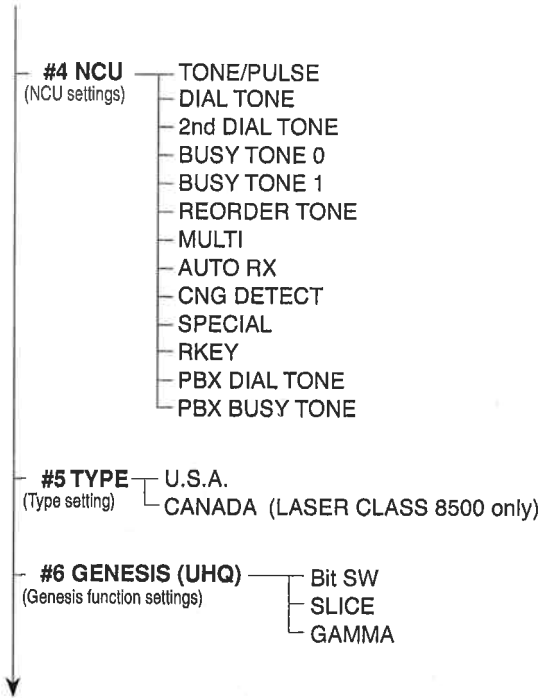 #4 NCU TONE/PULSE
(NCU settings) DIAL TONE
2nd DIAL TONE
BUSY TONE 0
BUSY TONE 1
REORDER TONE
MULTI
AUTO RX
CNG DETECT
SPECIAL
RKEY
PBX DIAL TONE
PBX BUSY TONE
#5 TYPE U.S.A.
(Type setting) CANADA (LASER CLASS 8500 only)
#6 GENESIS (UHQ) Bit SW
(Genesis function settings) SLICE
GAMMA